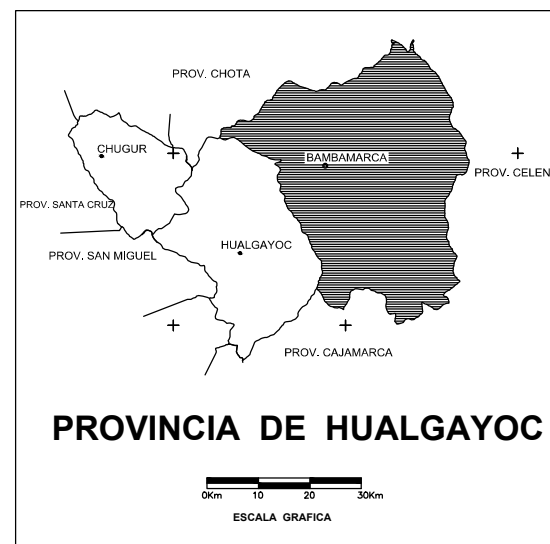 PROV. CHOTA
CHUGUR
BAMBAMARCA
PROV. CELEN
PROV. SANTA CRUZ
HUALGAYOC
PROV. SAN MIGUEL
PROV. CAJAMARCA
PROVINCIA DE HUALGAYOC
0Km 10 20 30Km
ESCALA GRAFICA